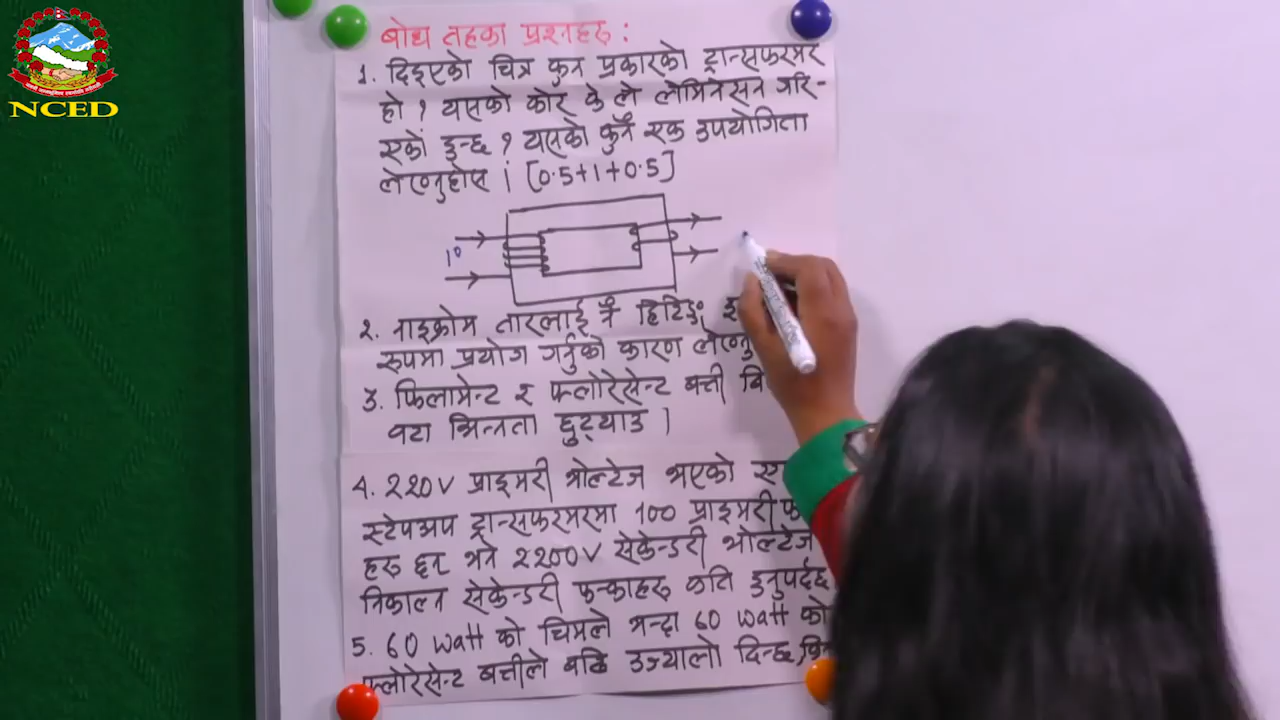 NCED
बोध तहका प्रश्नहरु :
1. दिइएको चित्र कुन प्रकारको ट्रान्सफरमर
हो ? यसको कोर के ले लेमिनेसन गरि-
एको हुन्छ ? यसको कुनै एक उपयोगिता
लेख्नुहोस । [0.5+1+0.5]
10
२. नाइक्रोम तारलाई नै हिटिङ्ग
रुपमा प्रयोग गर्नुको कारण
3. फिलामेन्ट र फ्लोरेसेन्ट बत्ती
वटा भिन्नता छुट्याउ ।
4. 220V प्राइमरी भोल्टेज भएको
स्टेपअप ट्रान्सफरमरमा 100 प्राइमरी
हरु छन भने 2200V सेकेन्डरी भोल्टेज
निकाल्न सेकेन्डरी फन्काहरु कति हुनुपर्दछ
5. 60 Watt को चिमले भन्दा 60 Watt को
फ्लोरेसेन्ट बत्तीले बढि उज्यालो दिन्छ,